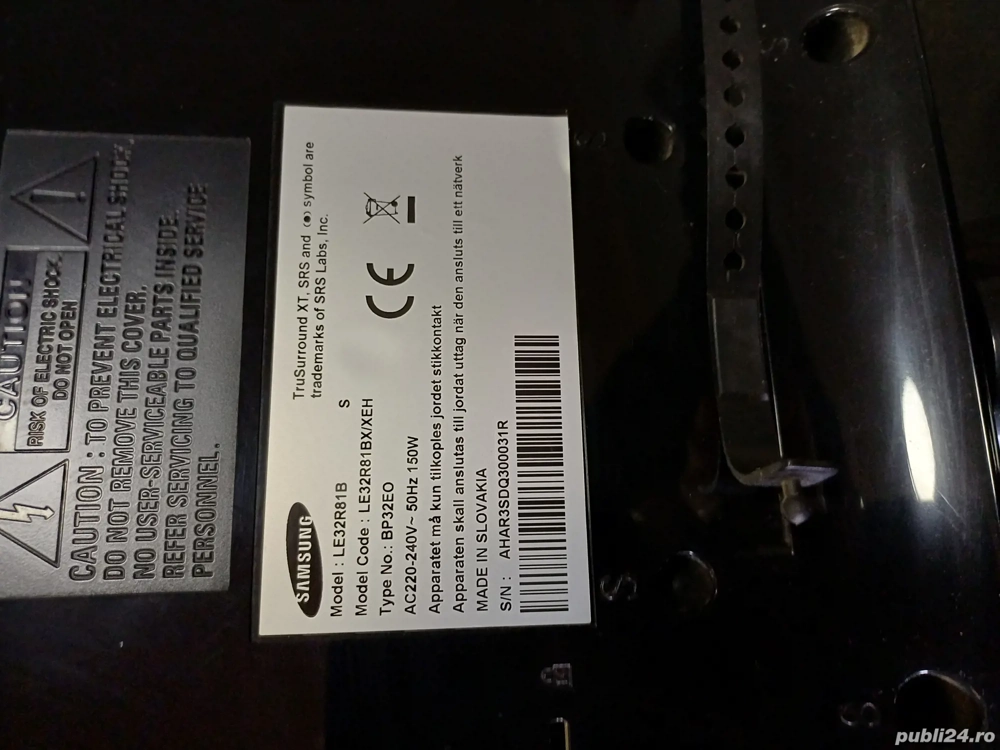 CAUTION
RISK OF ELECTRIC SHOCK
DO NOT OPEN
CAUTION : TO PREVENT ELECTRICAL SHOCK,
DO NOT REMOVE THIS COVER.
NO USER-SERVICEABLE PARTS INSIDE.
REFER SERVICING TO QUALIFIED SERVICE
PERSONNEL.
SAMSUNG
TruSurround XT, SRS and (●) symbol are
trademarks of SRS Labs, Inc.
Model : LE32R81B S
Model Code : LE32R81BX/XEH
Type No.: BP32EO
AC220-240V~ 50Hz 150W
CE
Apparatet må kun tilkoples jordet stikkontakt
Apparaten skall anslutas till jordat uttag när den ansluts till ett nätverk
MADE IN SLOVAKIA
S/N : AHAR3SDQ300031R
S
S
S
publi24.ro